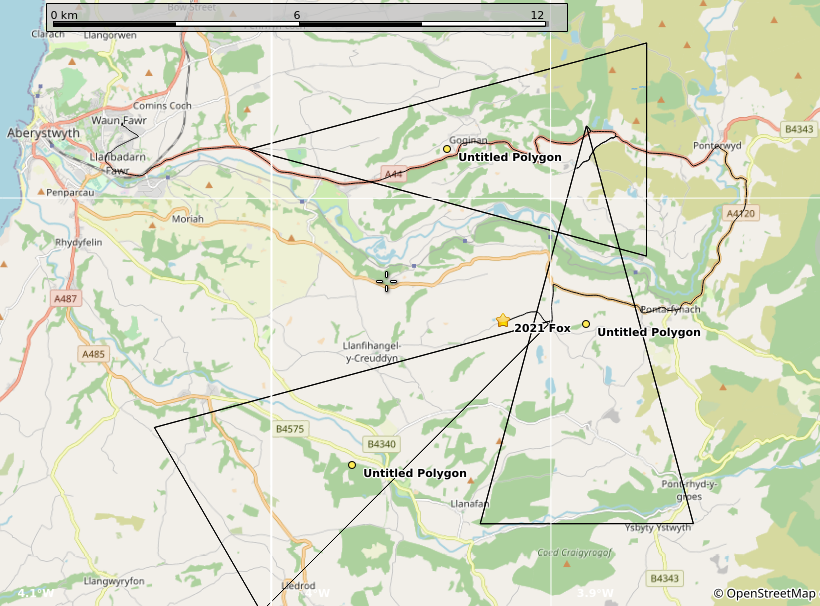 0 km 6 12
Bow Street
Clarach
Llangorwen
Comins Coch
Waun Fawr
Aberystwyth
Goginan
Untitled Polygon
B4343
Ponterwyd
Llanbadarn
Fawr
A44
Penparcau
Moriah
A4120
Rhydyfelin
A487
Pontarfynach
2021 Fox
Untitled Polygon
Llanfihangel-
y-Creuddyn
A485
B4575
B4340
Untitled Polygon
Llanafan
Pont-rhyd-y-
groes
Ysbyty Ystwyth
Coed Craigyrogof
Llangwyryfon
Lledrod
B4343
4.1°W
4°W
3.9°W
© OpenStreetMap